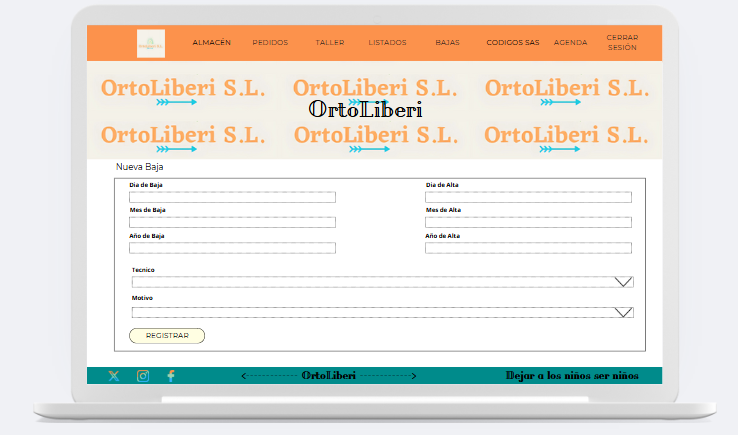 ALMACÉN PEDIDOS TALLER LISTADOS BAJAS CODIGOS SAS AGENDA CERRAR SESIÓN
OrtoLiberi S.L. OrtoLiberi S.L. OrtoLiberi S.L.
OrtoLiberi
OrtoLiberi S.L. OrtoLiberi S.L. OrtoLiberi S.L.
Nueva Baja
Dia de Baja Dia de Alta
Mes de Baja Mes de Alta
Año de Baja Año de Alta
Tecnico
Motivo
REGISTRAR
OrtoLiberi Dejar a los niños ser niños